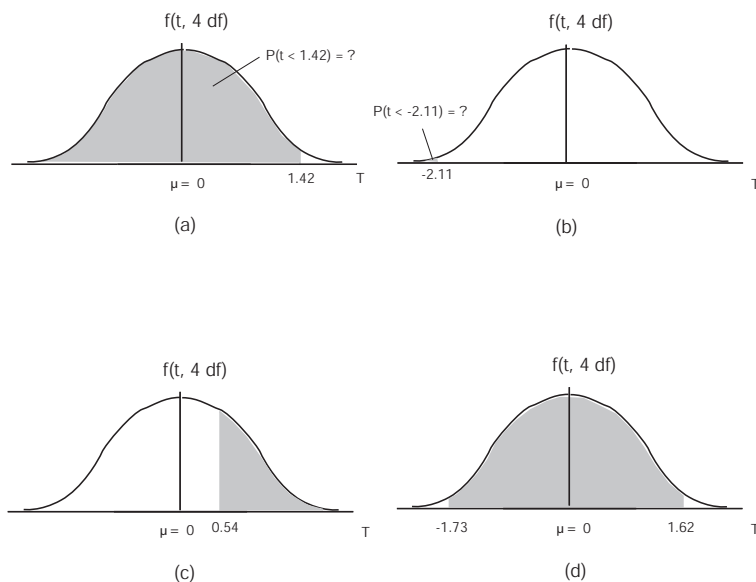 f(t, 4 df)
P(t < 1.42) = ?
μ = 0
1.42
T
(a)
f(t, 4 df)
P(t < -2.11) = ?
-2.11
μ = 0
T
(b)
f(t, 4 df)
μ = 0
0.54
T
(c)
f(t, 4 df)
-1.73
μ = 0
1.62
T
(d)